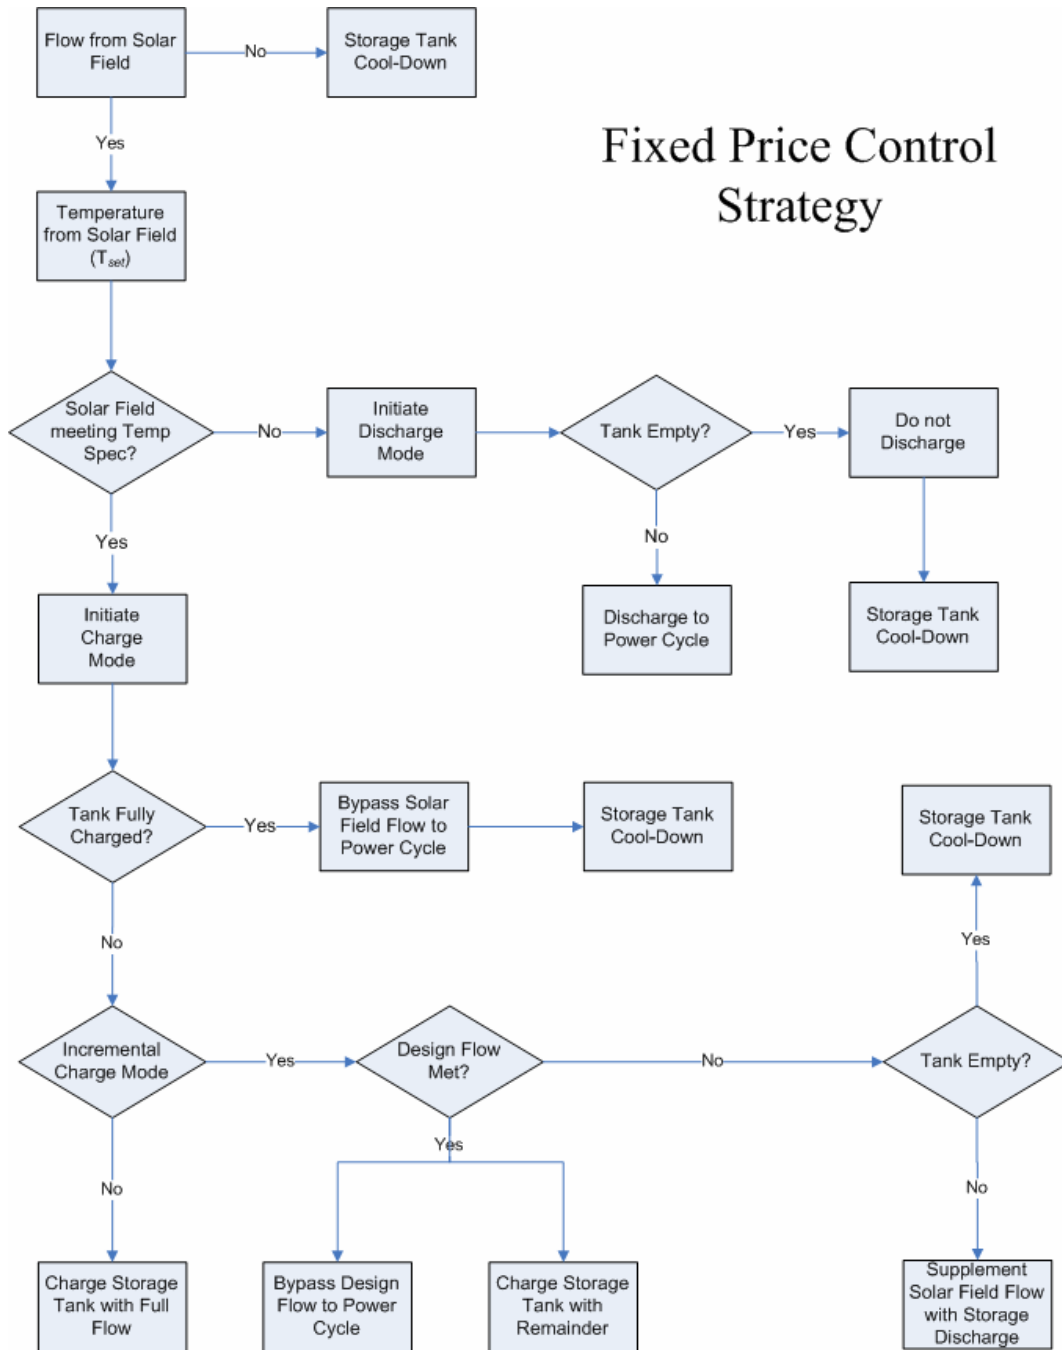 Flow from Solar
Field
No
Storage Tank
Cool-Down
Fixed Price Control
Strategy
Yes
Temperature
from Solar Field
(Tset)
Solar Field
meeting Temp
Spec?
No
Initiate
Discharge
Mode
Tank Empty?
Yes
Do not
Discharge
Yes
No
Initiate
Charge
Mode
Discharge to
Power Cycle
Storage Tank
Cool-Down
Tank Fully
Charged?
Yes
Bypass Solar
Field Flow to
Power Cycle
Storage Tank
Cool-Down
Storage Tank
Cool-Down
No
Yes
Incremental
Charge Mode
Yes
Design Flow
Met?
No
Tank Empty?
Yes
No
No
Charge Storage
Tank with Full
Flow
Bypass Design
Flow to Power
Cycle
Charge Storage
Tank with
Remainder
Supplement
Solar Field Flow
with Storage
Discharge